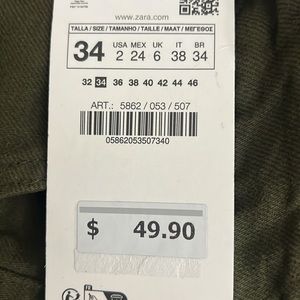 www.zara.com
TALLA / SIZE / TAMANHO / TAILLE / MAAT / ΜΕΓΕΘΟΣ
34 USA 2 MEX 24 UK 6 IT 38 BR 34
32 34 36 38 40 42 44 46
ART.: 5862 / 053 / 507
05862053507340
$ 49.90